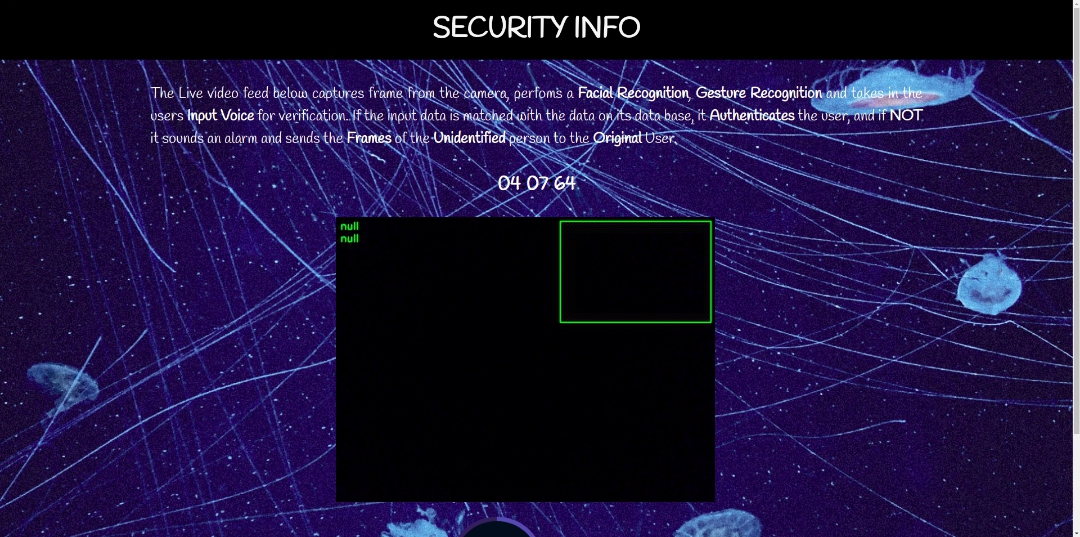 SECURITY INFO
The Live video feed below captures frame from the camera, perfoms a Facial Recognition, Gesture Recognition and takes in the
users Input Voice for verification. If the input data is matched with the data on its data base, it Authenticates the user, and if NOT
it sounds an alarm and sends the Frames of the Unidentified person to the Original User.
04 07 64
null
null